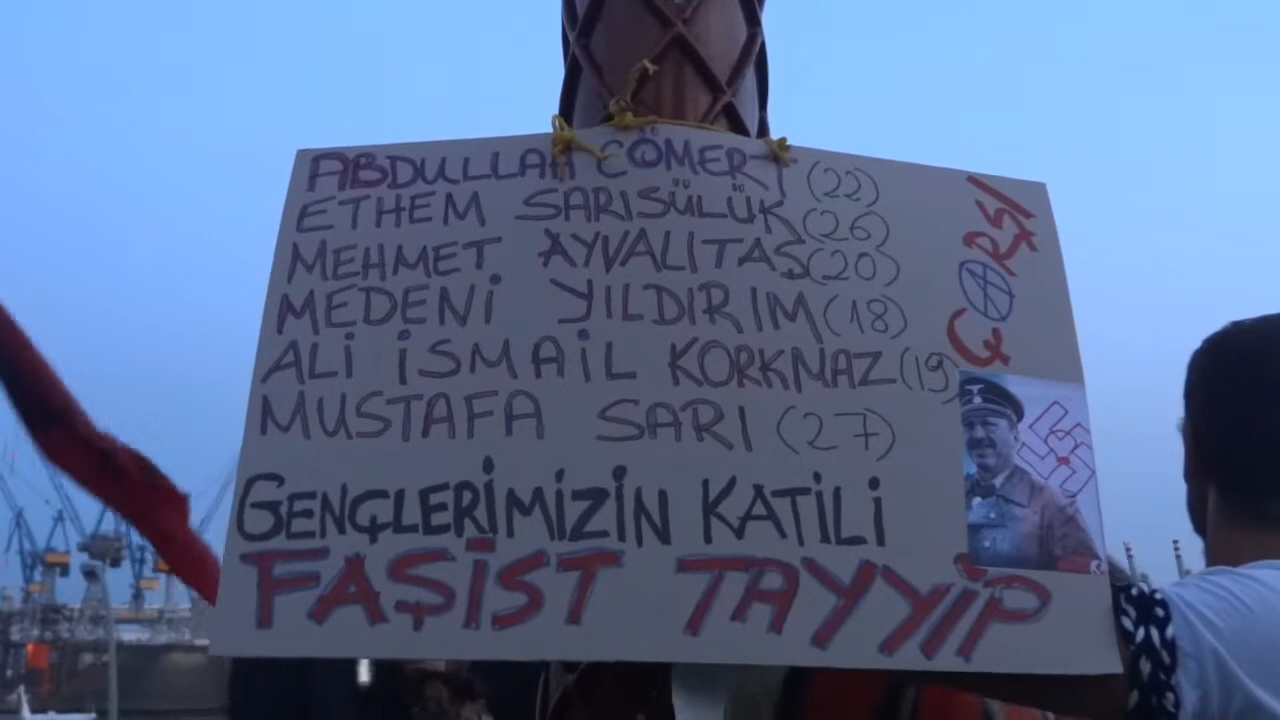 ABDULLAH CÖMERT (22)
ETHEM SARISÜLÜK (26)
MEHMET AYVALITAŞ (20)
MEDENİ YILDIRIM (18)
ALİ İSMAİL KORKMAZ (19)
MUSTAFA SARI (27)
GENÇLERİMİZİN KATİLİ
FAŞİST TAYYİP
ÇARŞI